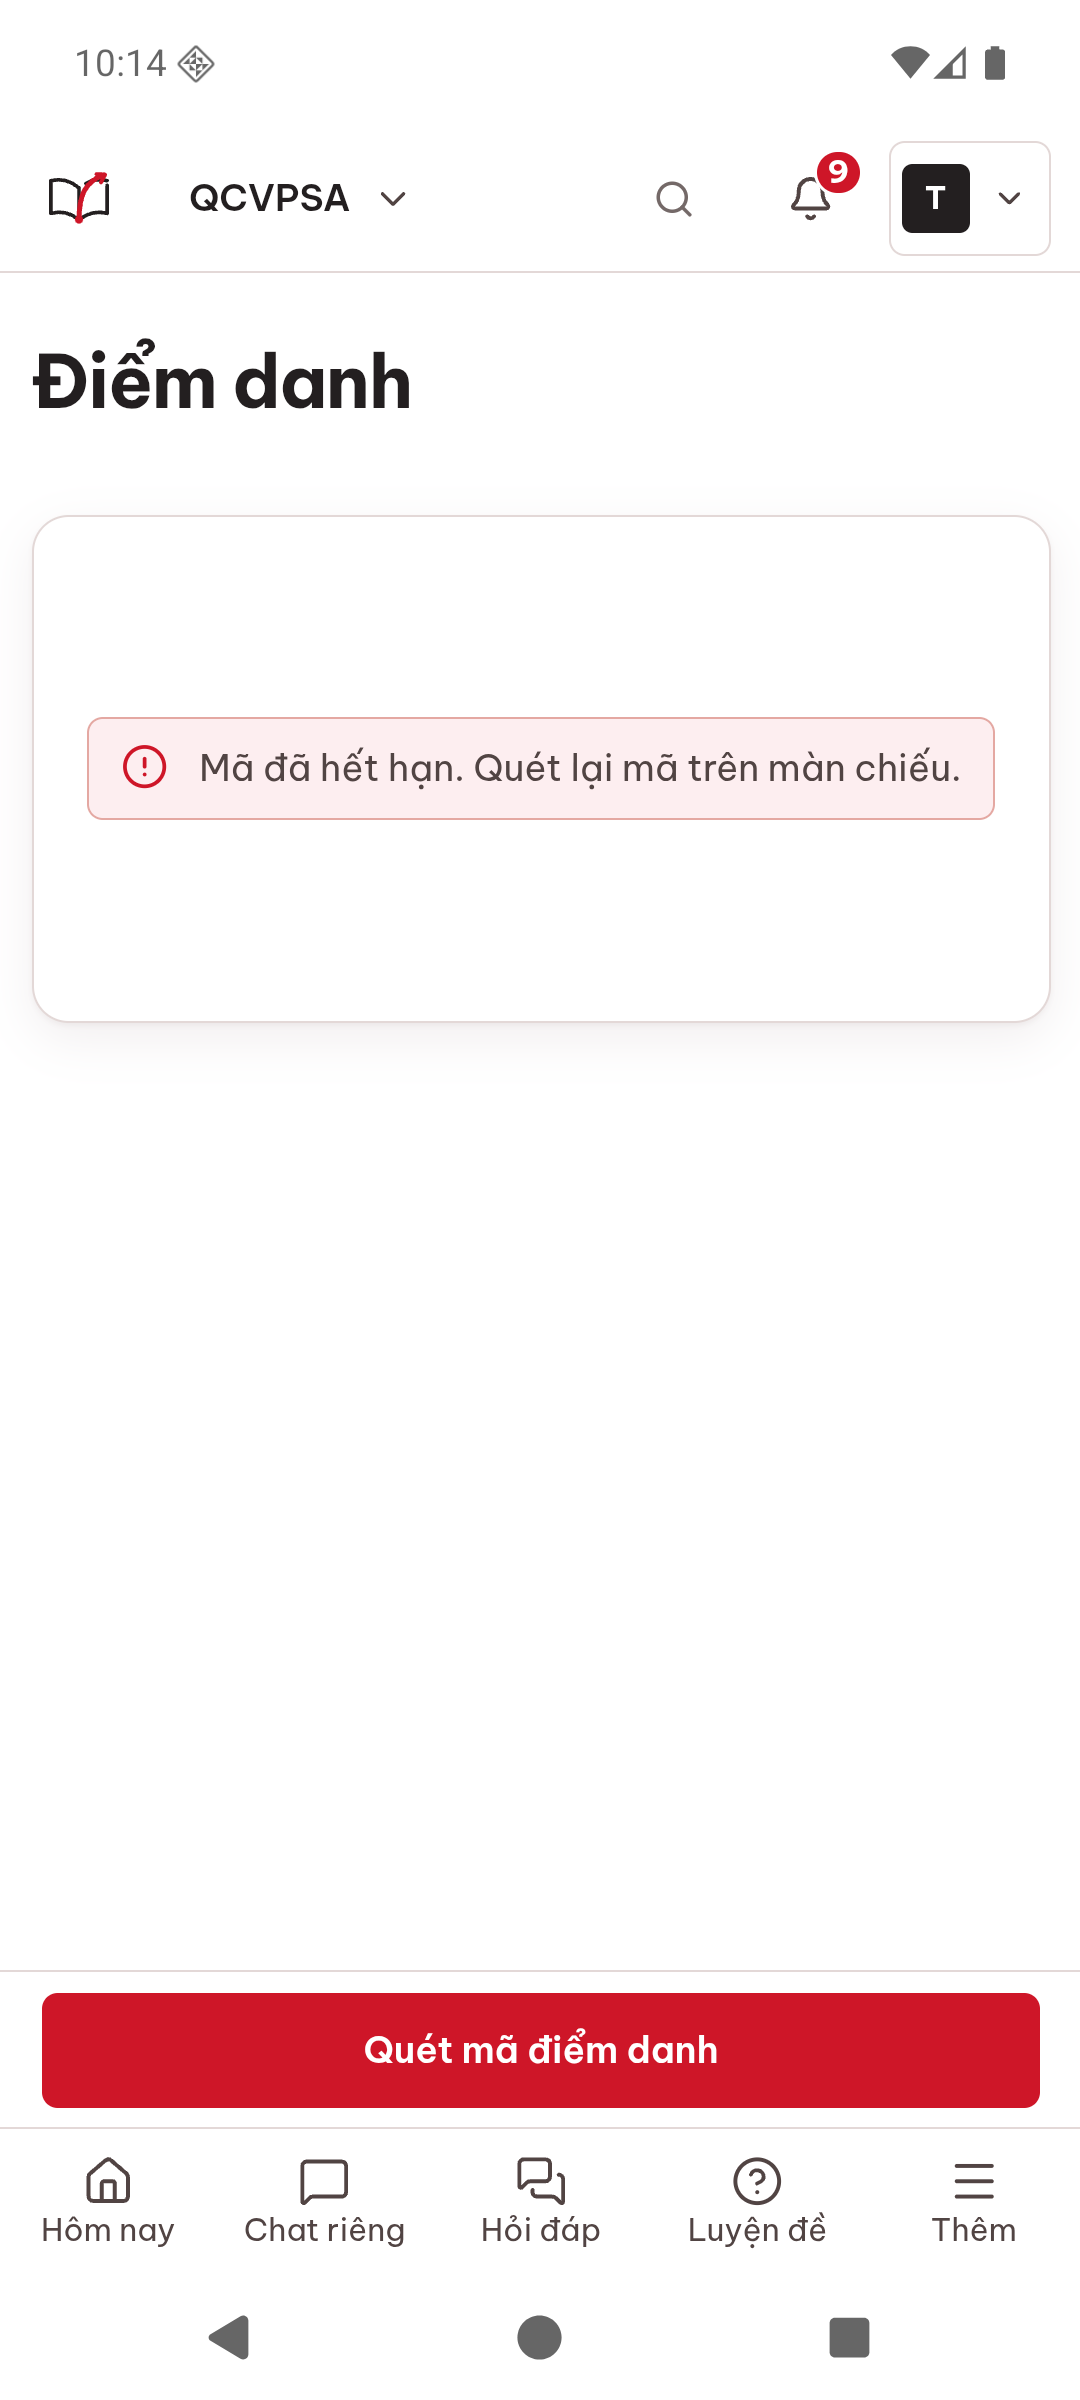 10:14
QCVPSA
9
T
Điểm danh
Mã đã hết hạn. Quét lại mã trên màn chiếu.
Quét mã điểm danh
Hôm nay
Chat riêng
Hỏi đáp
Luyện đề
Thêm